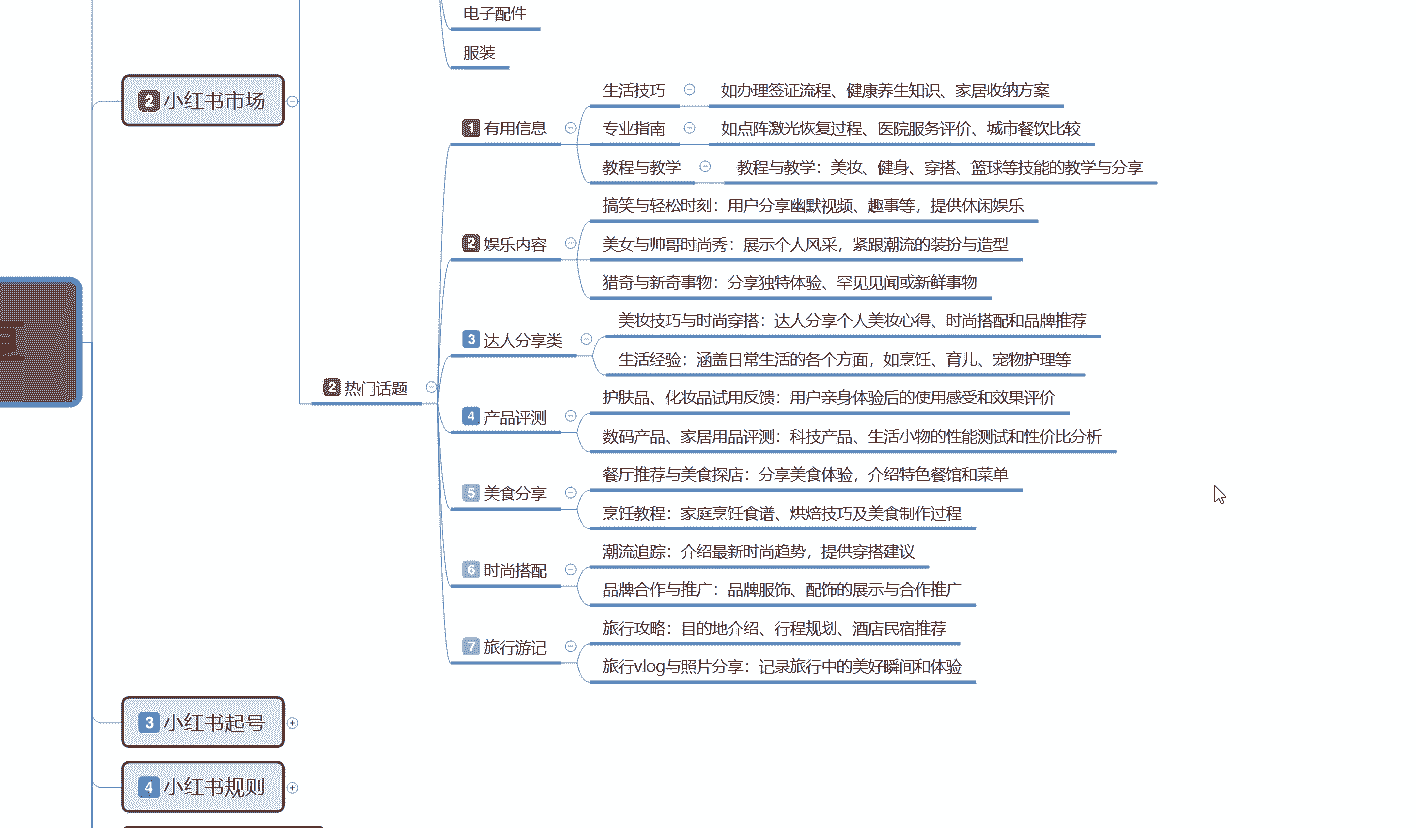 电子配件
服装
2 小红书市场
1 有用信息
生活技巧
如办理签证流程、健康养生知识、家居收纳方案
专业指南
如点阵激光恢复过程、医院服务评价、城市餐饮比较
教程与教学
教程与教学：美妆、健身、穿搭、篮球等技能的教学与分享
2 娱乐内容
搞笑与轻松时刻：用户分享幽默视频、趣事等，提供休闲娱乐
美女与帅哥时尚秀：展示个人风采，紧跟潮流的装扮与造型
猎奇与新奇事物：分享独特体验、罕见见闻或新鲜事物
3 达人分享类
美妆技巧与时尚穿搭：达人分享个人美妆心得、时尚搭配和品牌推荐
生活经验：涵盖日常生活的各个方面，如烹饪、育儿、宠物护理等
2 热门话题
4 产品评测
护肤品、化妆品试用反馈：用户亲身体验后的使用感受和效果评价
数码产品、家居用品评测：科技产品、生活小物的性能测试和性价比分析
5 美食分享
餐厅推荐与美食探店：分享美食体验，介绍特色餐馆和菜单
烹饪教程：家庭烹饪食谱、烘焙技巧及美食制作过程
6 时尚搭配
潮流追踪：介绍最新时尚趋势，提供穿搭建议
品牌合作与推广：品牌服饰、配饰的展示与合作推广
7 旅行游记
旅行攻略：目的地介绍、行程规划、酒店民宿推荐
旅行vlog与照片分享：记录旅行中的美好瞬间和体验
3 小红书起号
4 小红书规则